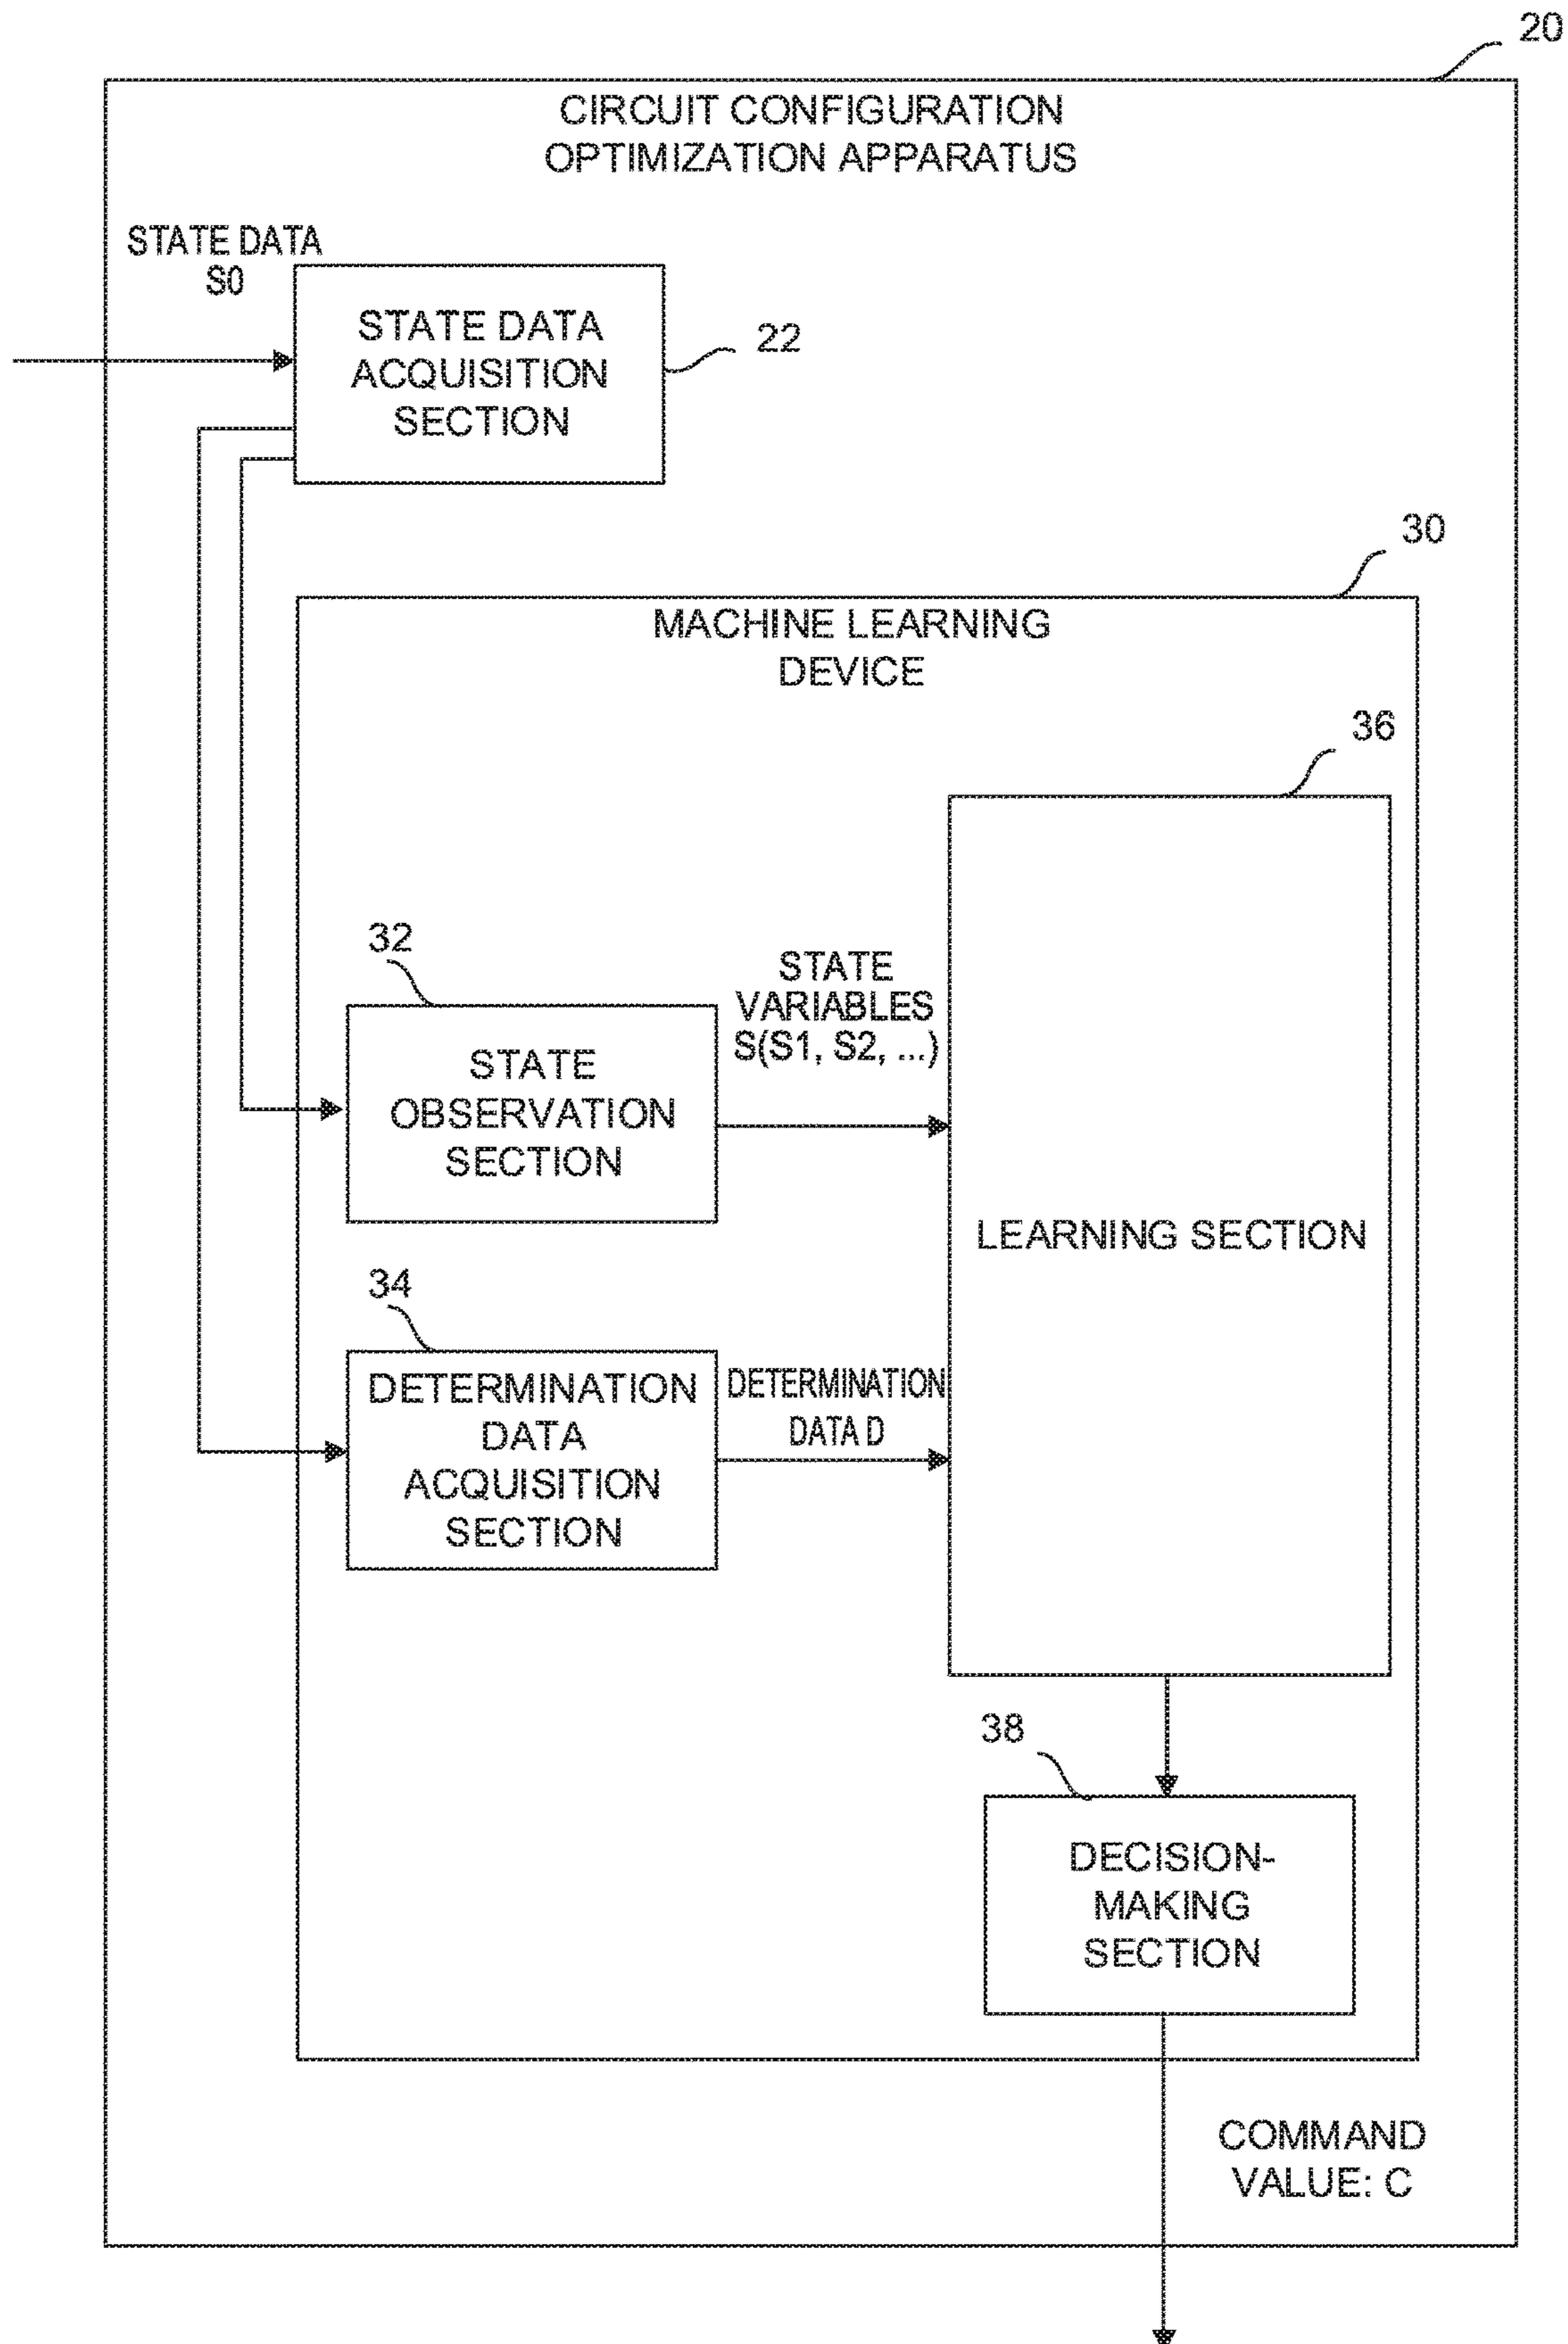 20
CIRCUIT CONFIGURATION
OPTIMIZATION APPARATUS
STATE DATA
S0
STATE DATA
ACQUISITION
SECTION
22
30
MACHINE LEARNING
DEVICE
36
32
STATE
OBSERVATION
SECTION
STATE
VARIABLES
S(S1, S2, ...)
LEARNING SECTION
34
DETERMINATION
DATA
ACQUISITION
SECTION
DETERMINATION
DATA D
38
DECISION-
MAKING
SECTION
COMMAND
VALUE: C